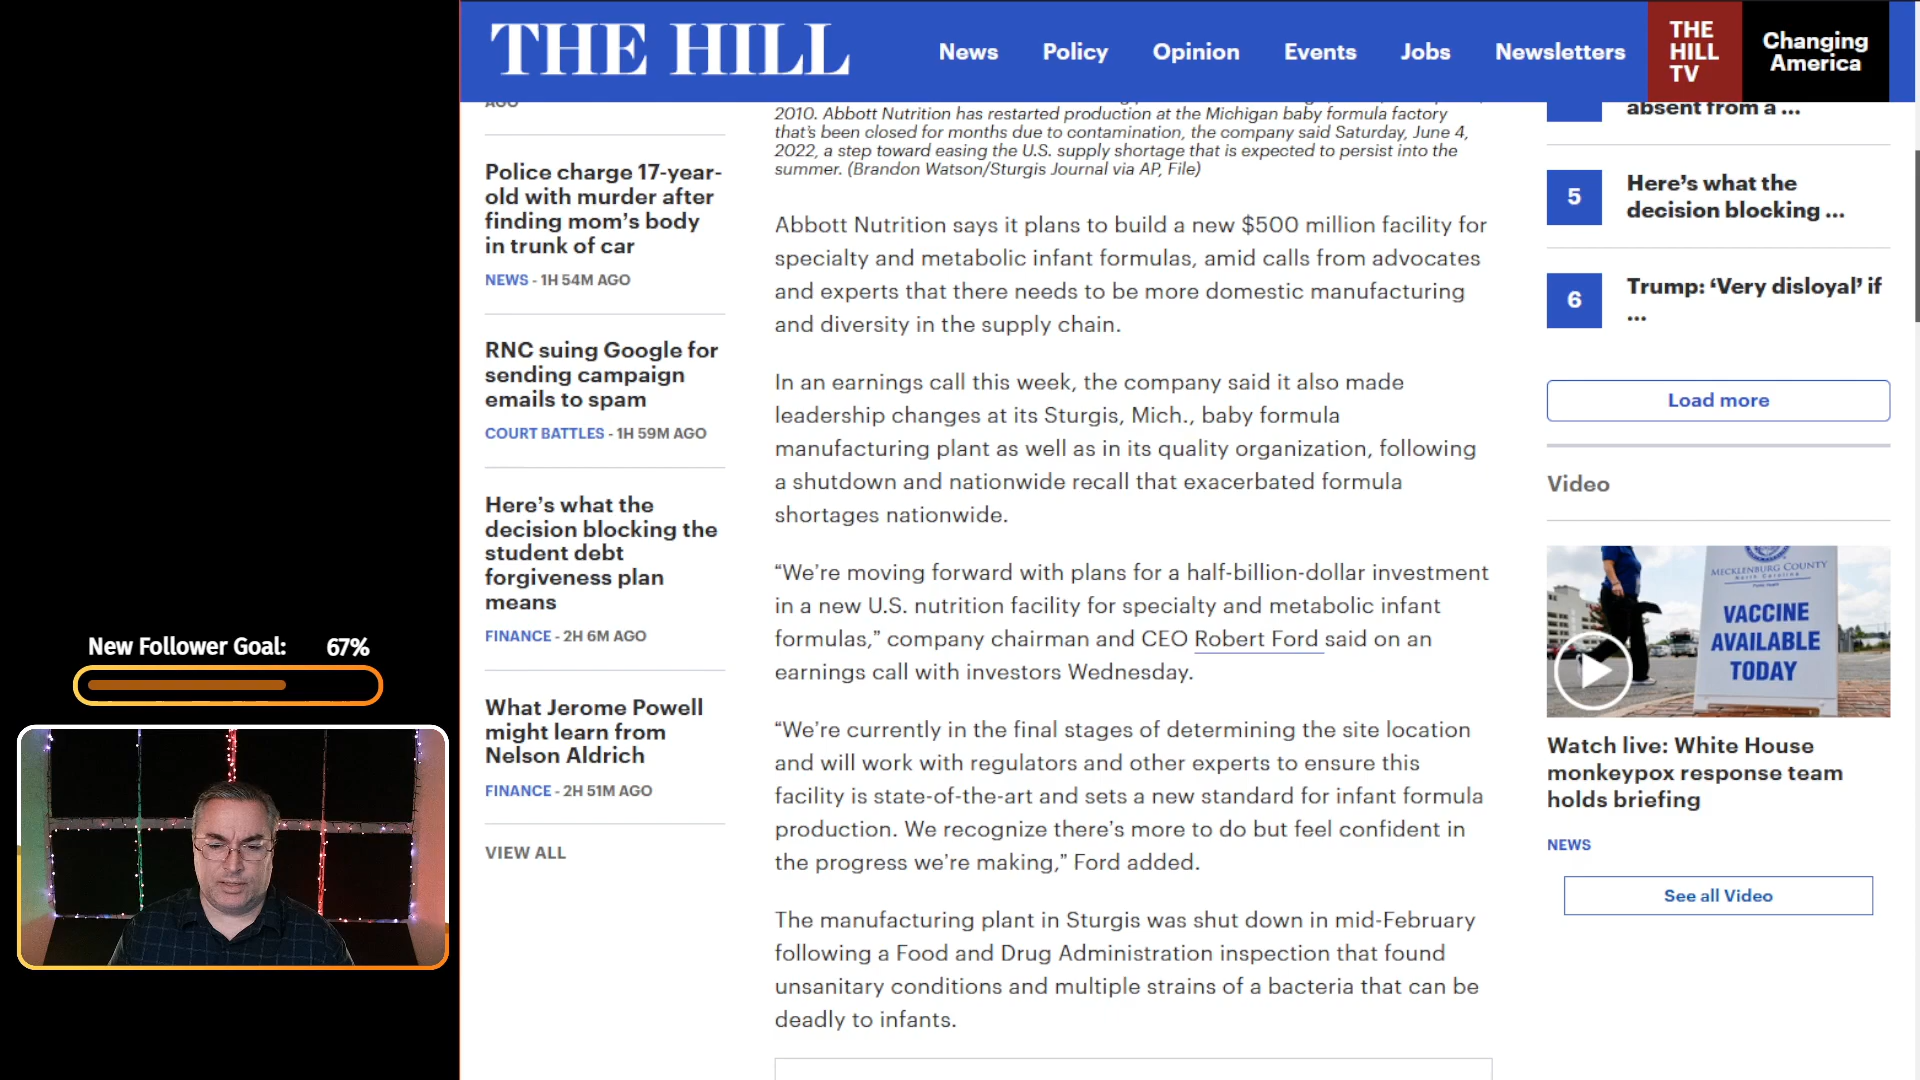 THE HILL
News
Policy
Opinion
Events
Jobs
Newsletters
THE
HILL
TV
Changing
America
AGO
Police charge 17-year-
old with murder after
finding mom’s body
in trunk of car
NEWS - 1H 54M AGO
RNC suing Google for
sending campaign
emails to spam
COURT BATTLES - 1H 59M AGO
Here’s what the
decision blocking the
student debt
forgiveness plan
means
FINANCE - 2H 6M AGO
What Jerome Powell
might learn from
Nelson Aldrich
FINANCE - 2H 51M AGO
VIEW ALL
2010. Abbott Nutrition has restarted production at the Michigan baby formula factory
that’s been closed for months due to contamination, the company said Saturday, June 4,
2022, a step toward easing the U.S. supply shortage that is expected to persist into the
summer. (Brandon Watson/Sturgis Journal via AP, File)
Abbott Nutrition says it plans to build a new $500 million facility for
specialty and metabolic infant formulas, amid calls from advocates
and experts that there needs to be more domestic manufacturing
and diversity in the supply chain.
In an earnings call this week, the company said it also made
leadership changes at its Sturgis, Mich., baby formula
manufacturing plant as well as in its quality organization, following
a shutdown and nationwide recall that exacerbated formula
shortages nationwide.
“We’re moving forward with plans for a half-billion-dollar investment
in a new U.S. nutrition facility for specialty and metabolic infant
formulas,” company chairman and CEO Robert Ford said on an
earnings call with investors Wednesday.
“We’re currently in the final stages of determining the site location
and will work with regulators and other experts to ensure this
facility is state-of-the-art and sets a new standard for infant formula
production. We recognize there’s more to do but feel confident in
the progress we’re making,” Ford added.
The manufacturing plant in Sturgis was shut down in mid-February
following a Food and Drug Administration inspection that found
unsanitary conditions and multiple strains of a bacteria that can be
deadly to infants.
absent from a ...
5
Here’s what the
decision blocking ...
6
Trump: ‘Very disloyal’ if
...
Load more
Video
MECKLENBURG COUNTY
North Carolina
VACCINE
AVAILABLE
TODAY
Watch live: White House
monkeypox response team
holds briefing
NEWS
See all Video
New Follower Goal: 67%